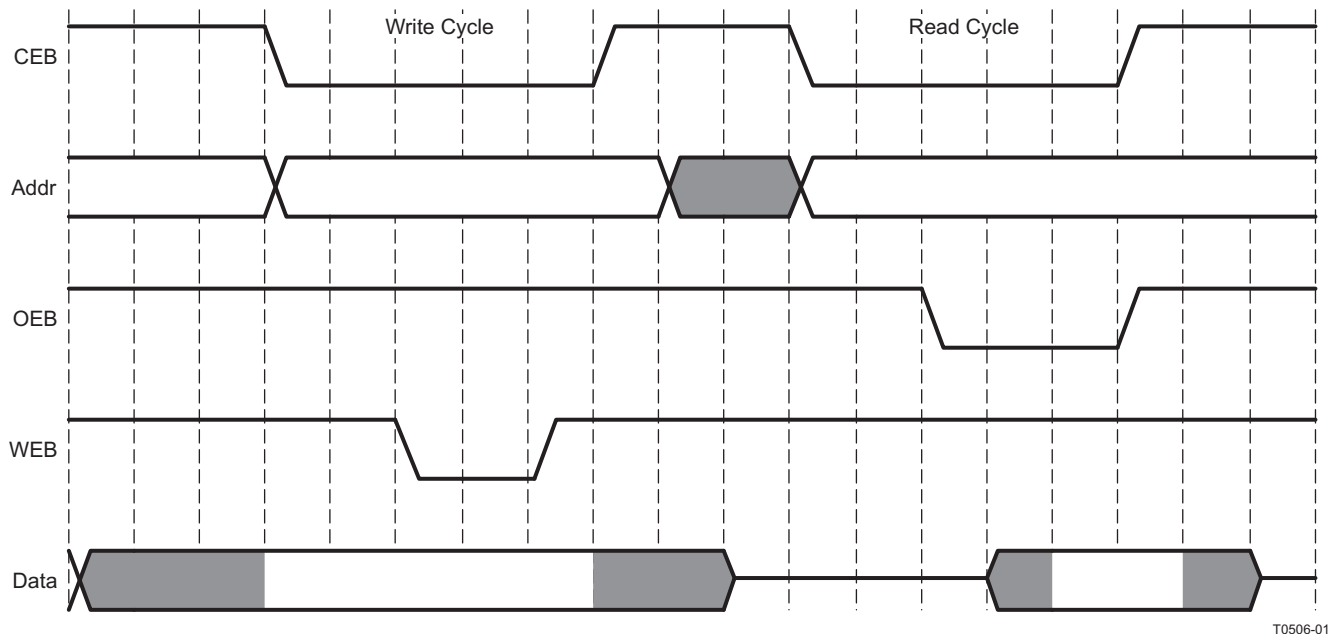 Write Cycle
Read Cycle
CEB
Addr
OEB
WEB
Data
T0506-01